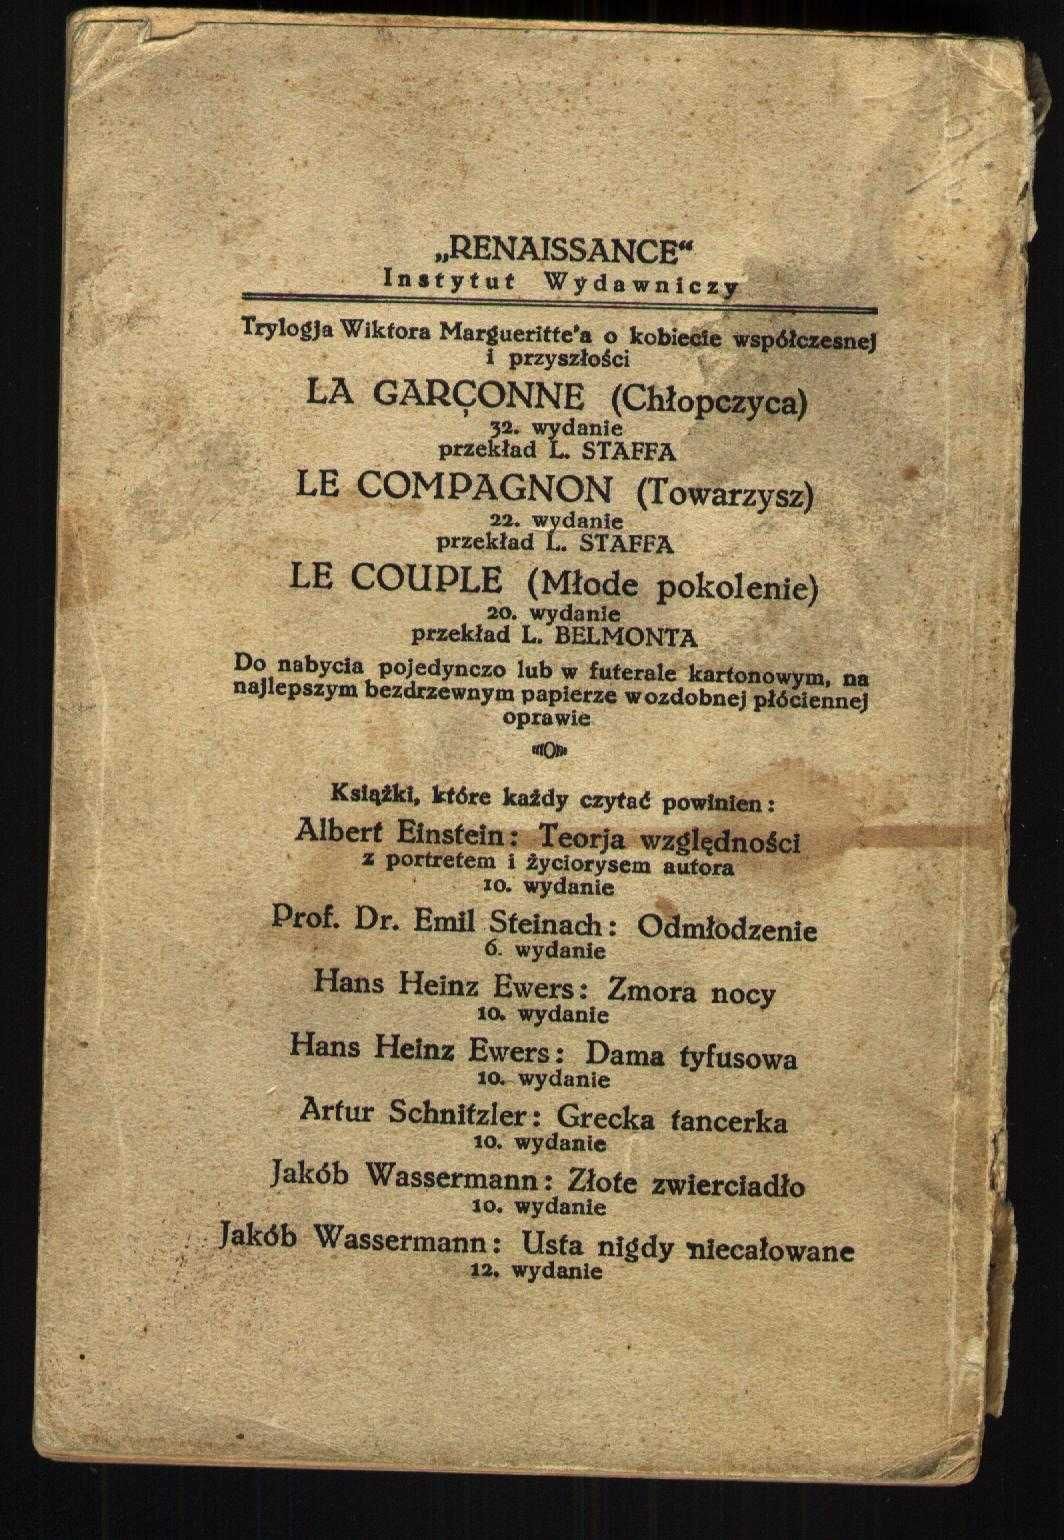 „RENAISSANCE“
Instytut Wydawniczy
Trylogja Wiktora Margueritte'a o kobiecie współczesnej
i przyszłości
LA GARÇONNE (Chłopczyca)
32. wydanie
przekład L. STAFFA
LE COMPAGNON (Towarzysz)
22. wydanie
przekład L. STAFFA
LE COUPLE (Młode pokolenie)
20. wydanie
przekład L. BELMONTA
Do nabycia pojedynczo lub w futerale kartonowym, na
najlepszym bezdrzewnym papierze w ozdobnej płóciennej
oprawie
Książki, które każdy czytać powinien:
Albert Einstein: Teorja względności
z portretem i życiorysem autora
10. wydanie
Prof. Dr. Emil Steinach: Odmłodzenie
6. wydanie
Hans Heinz Ewers: Zmora nocy
10. wydanie
Hans Heinz Ewers: Dama tyfusowa
10. wydanie
Artur Schnitzler: Grecka tancerka
10. wydanie
Jakób Wassermann: Złote zwierciadło
10. wydanie
Jakób Wassermann: Usta nigdy niecałowane
12. wydanie